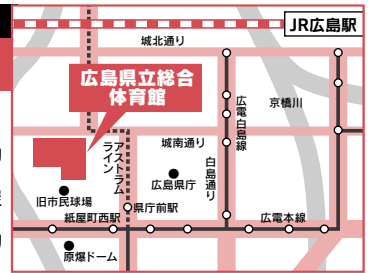 JR広島駅
城北通り
広島県立総合
体育館
京橋川
広電白島線
城南通り
アストラム
ライン
白島通り
広島県庁
旧市民球場
県庁前駅
紙屋町西駅
広電本線
原爆ドーム